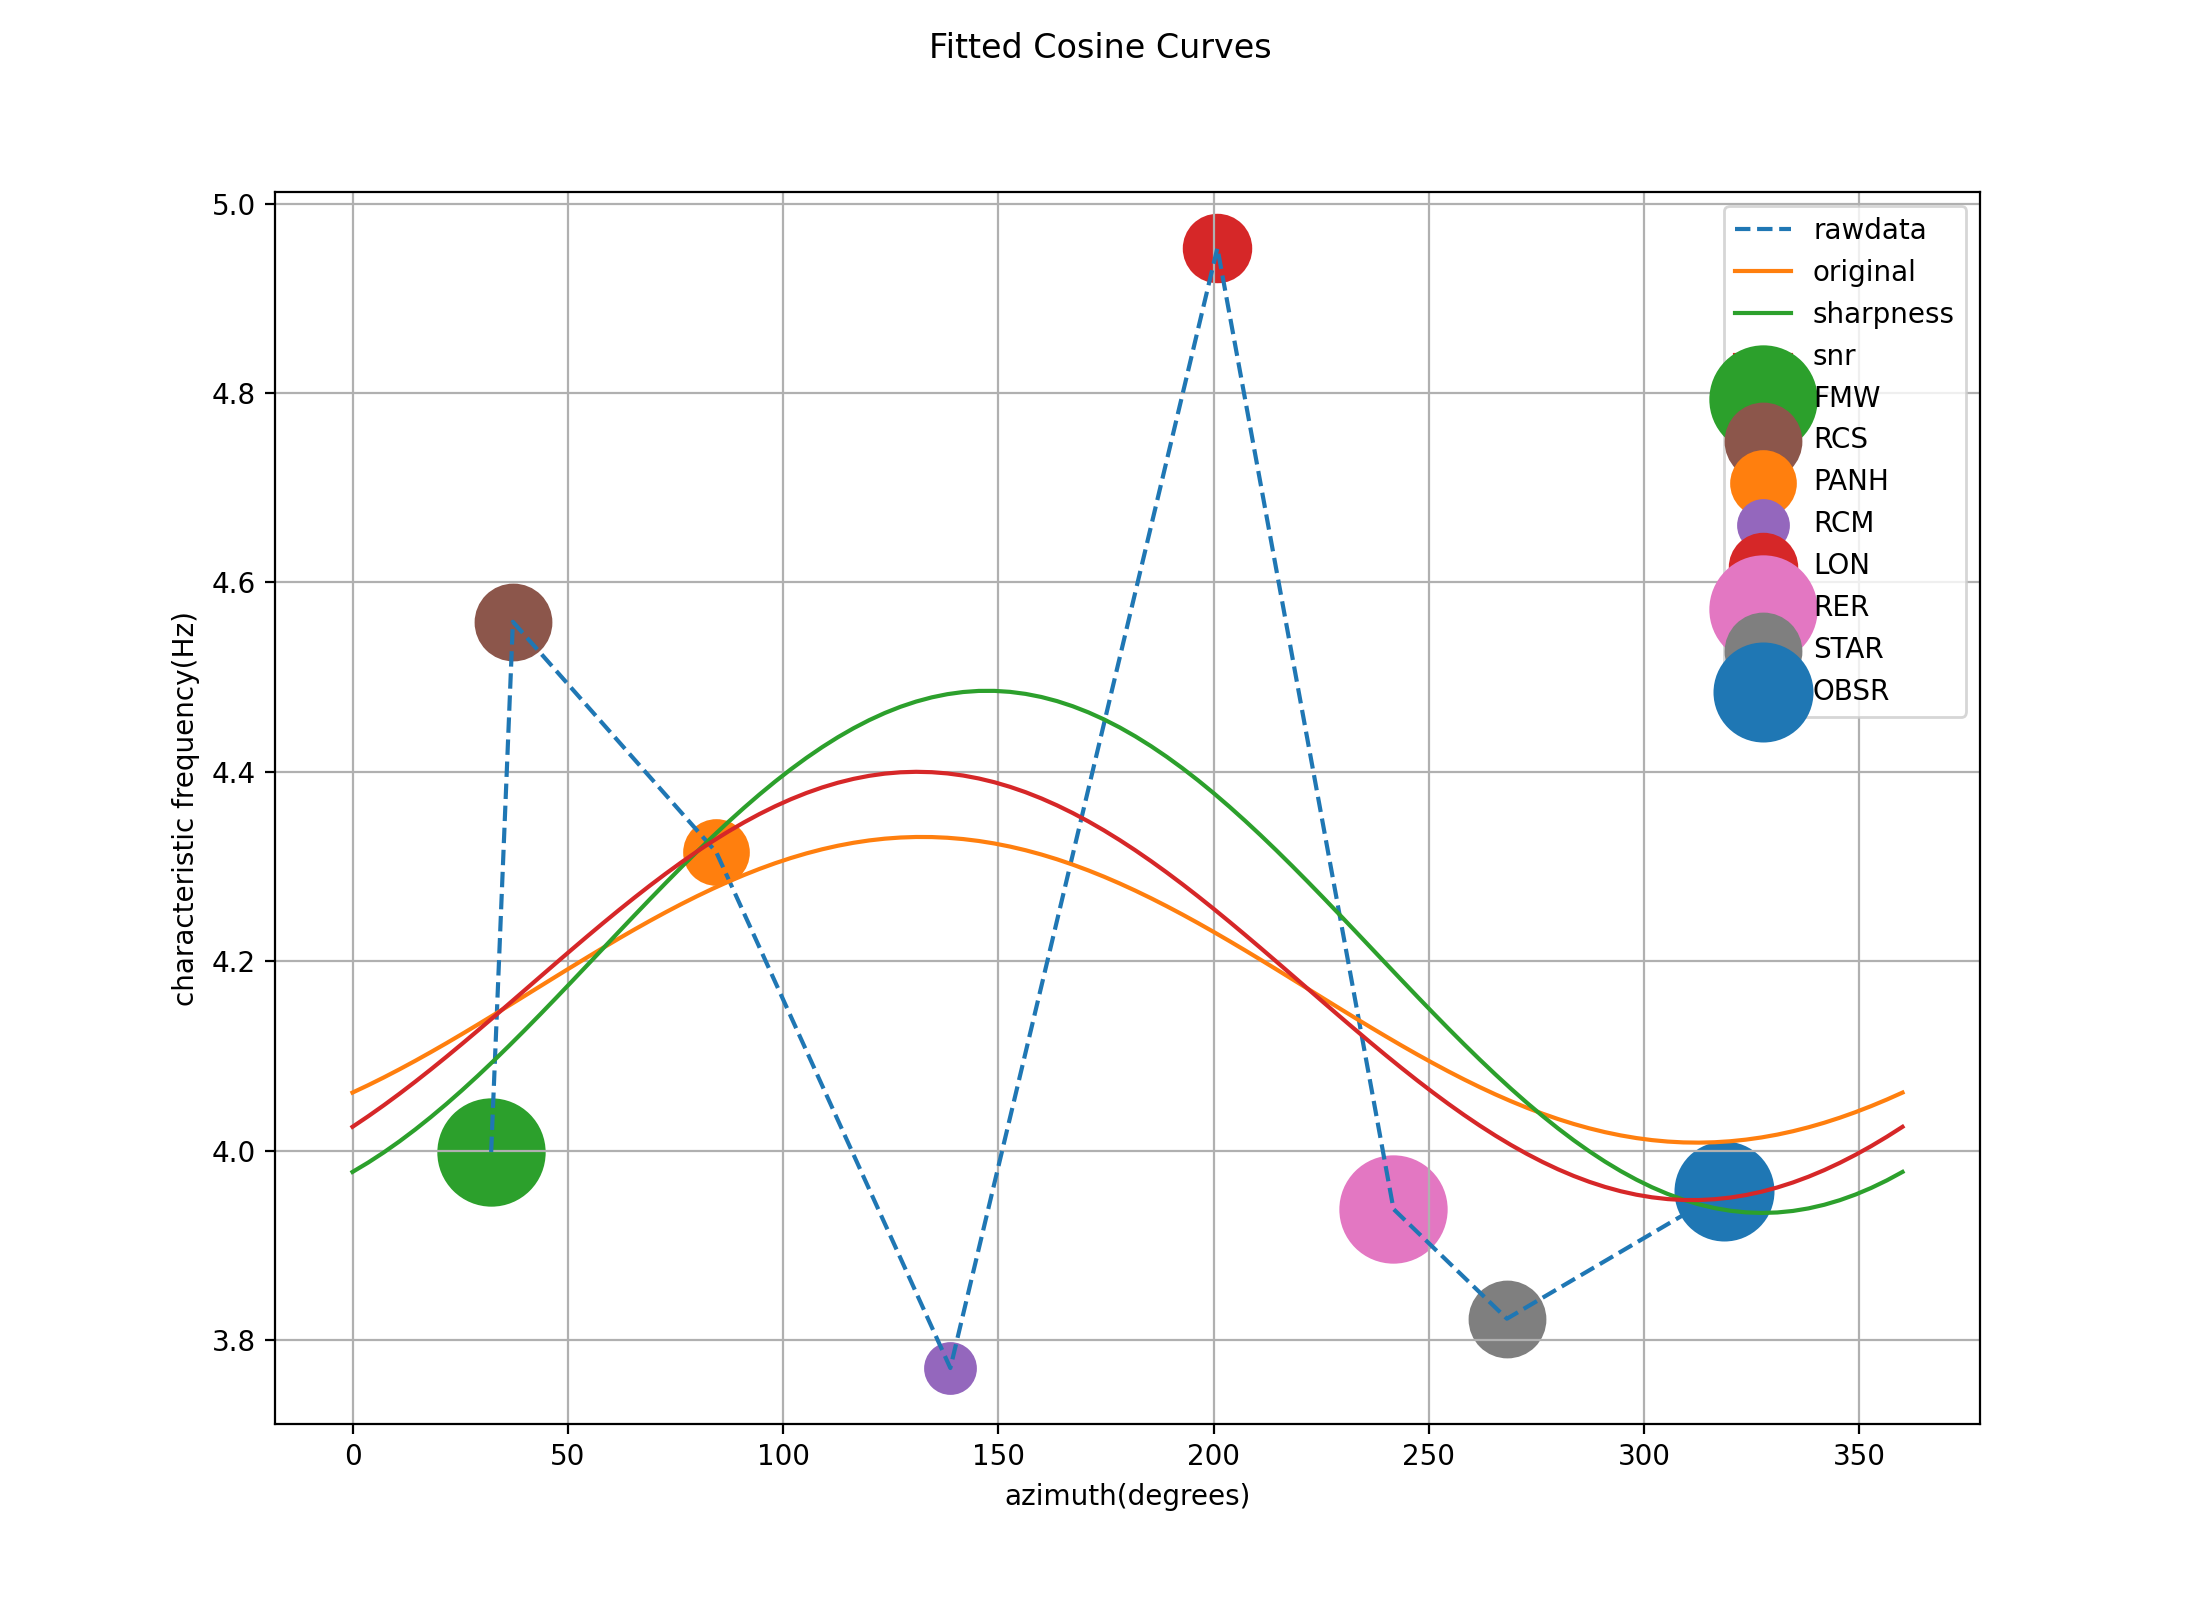 Fitted Cosine Curves
5.0
4.8
4.6
4.4
4.2
4.0
3.8
characteristic frequency(Hz)
rawdata
original
sharpness
snr
FMW
RCS
PANH
RCM
LON
RER
STAR
OBSR
0 50 100 150 200 250 300 350
azimuth(degrees)